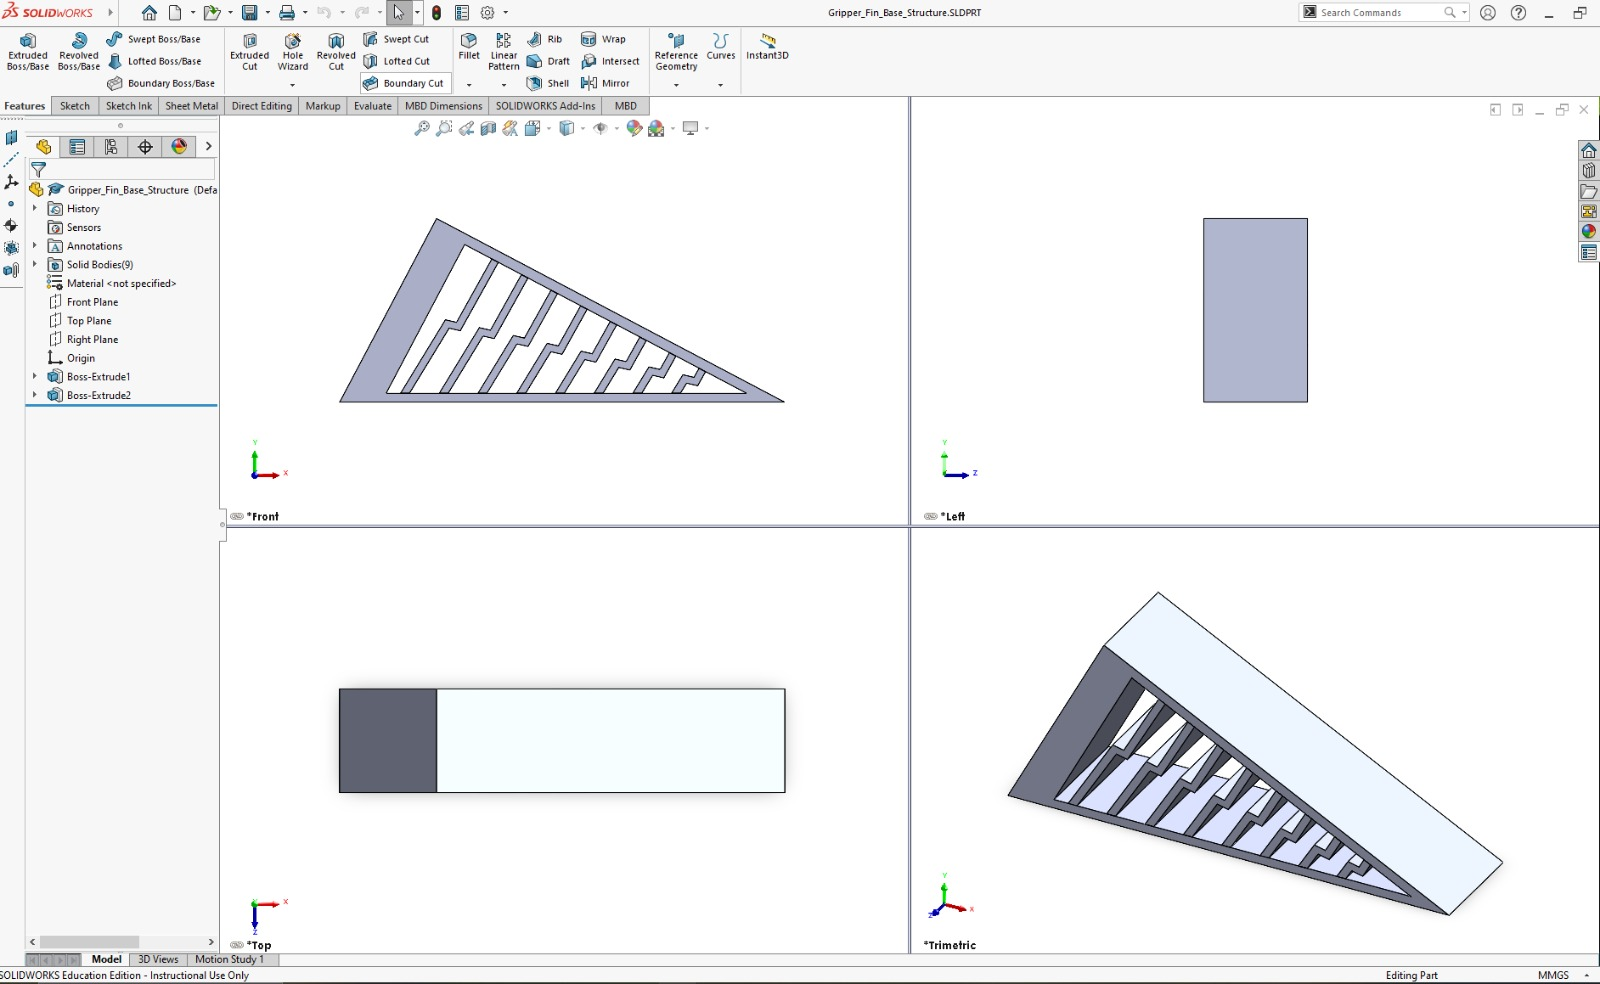 SOLIDWORKS
Gripper_Fin_Base_Structure.SLDPRT
Search Commands
Extruded Boss/Base
Revolved Boss/Base
Swept Boss/Base
Lofted Boss/Base
Boundary Boss/Base
Extruded Cut
Hole Wizard
Revolved Cut
Swept Cut
Lofted Cut
Boundary Cut
Fillet
Linear Pattern
Rib
Draft
Shell
Wrap
Intersect
Mirror
Reference Geometry
Curves
Instant3D
Features
Sketch
Sketch Ink
Sheet Metal
Direct Editing
Markup
Evaluate
MBD Dimensions
SOLIDWORKS Add-Ins
MBD
Gripper_Fin_Base_Structure (Defa
History
Sensors
Annotations
Solid Bodies(9)
Material <not specified>
Front Plane
Top Plane
Right Plane
Origin
Boss-Extrude1
Boss-Extrude2
Y
X
*Front
Y
Z
*Left
X
Z
*Top
Y
X
Z
*Trimetric
Model
3D Views
Motion Study 1
SOLIDWORKS Education Edition - Instructional Use Only
Editing Part
MMGS